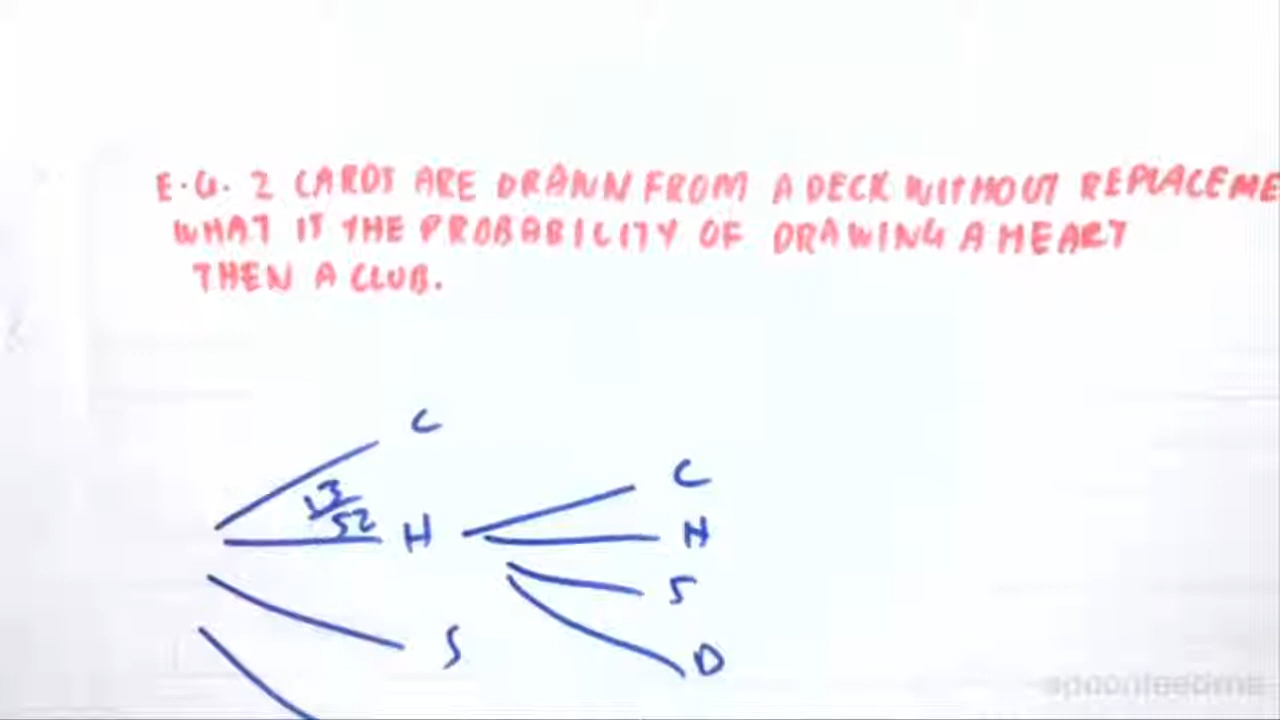 E.G. 2 CARDS ARE DRAWN FROM A DECK WITHOUT REPLACEME
WHAT IS THE PROBABILITY OF DRAWING A HEART
THEN A CLUB.
C
13/52
H
S
C
H
S
D
spoonfeedme